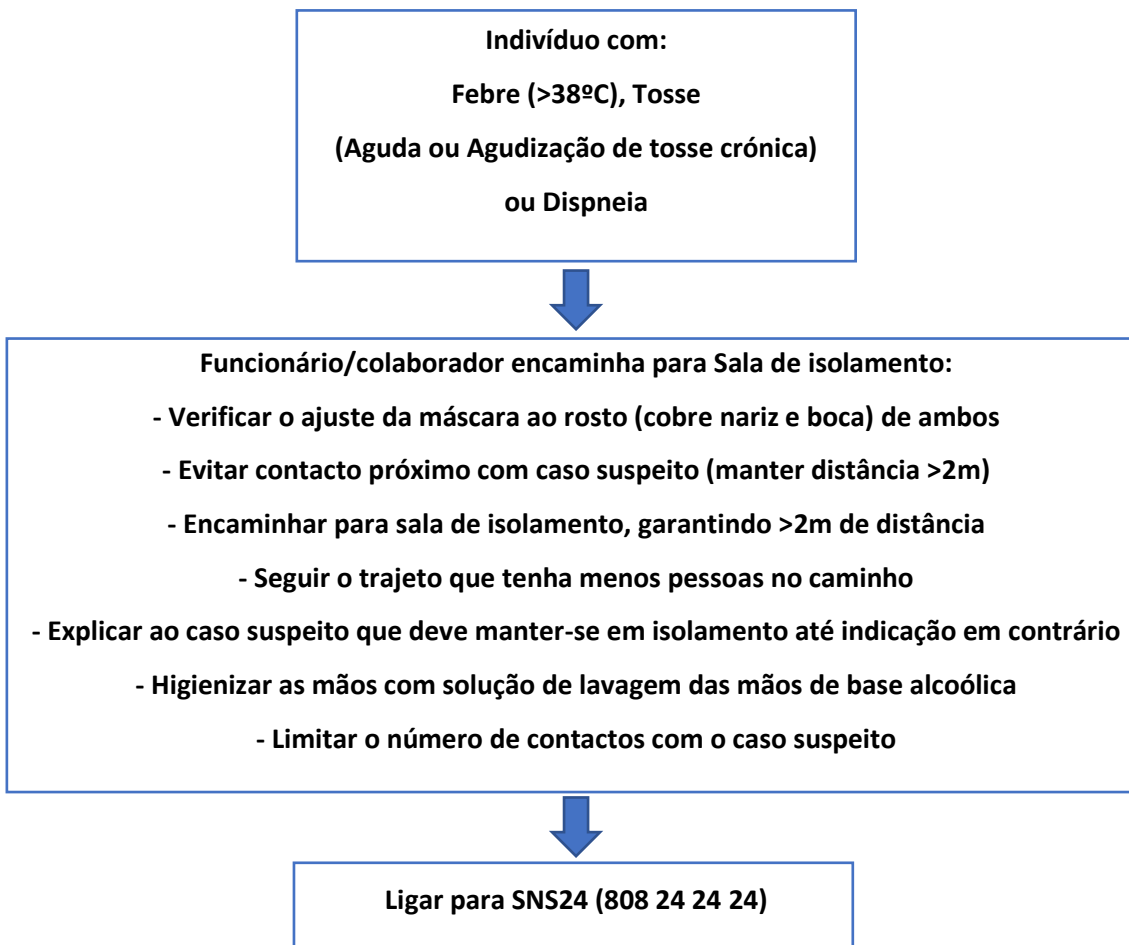 Indivíduo com:
Febre (>38ºC), Tosse
(Aguda ou Agudização de tosse crónica)
ou Dispneia
Funcionário/colaborador encaminha para Sala de isolamento:
- Verificar o ajuste da máscara ao rosto (cobre nariz e boca) de ambos
- Evitar contacto próximo com caso suspeito (manter distância >2m)
- Encaminhar para sala de isolamento, garantindo >2m de distância
- Seguir o trajeto que tenha menos pessoas no caminho
- Explicar ao caso suspeito que deve manter-se em isolamento até indicação em contrário
- Higienizar as mãos com solução de lavagem das mãos de base alcoólica
- Limitar o número de contactos com o caso suspeito
Ligar para SNS24 (808 24 24 24)